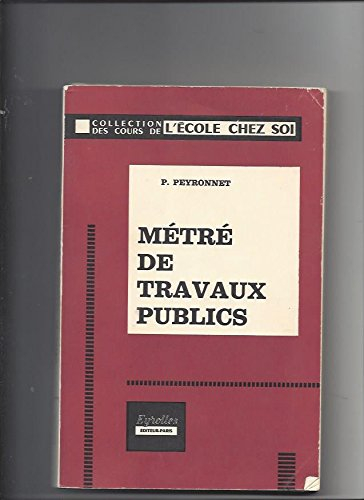 COLLECTION
DES COURS DE L'ÉCOLE CHEZ SOI
P. PEYRONNET
MÉTRÉ
DE
TRAVAUX
PUBLICS
Eyrolles
ÉDITEUR-PARIS